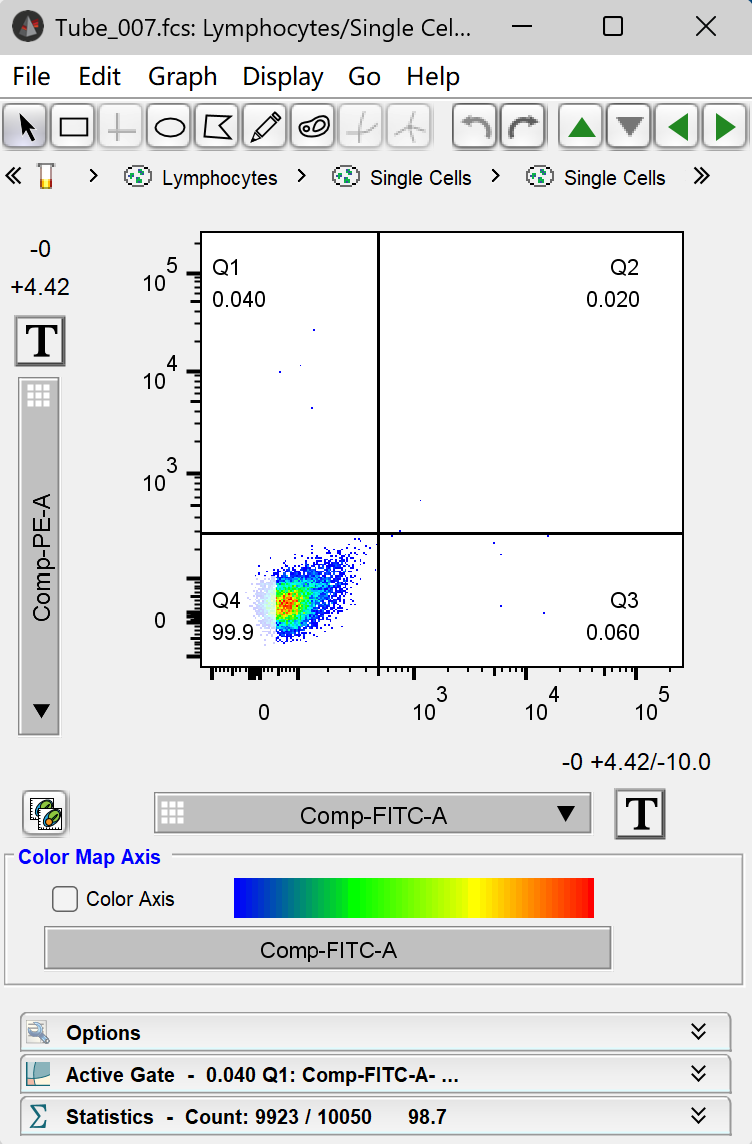 Tube_007.fcs: Lymphocytes/Single Cel...
File Edit Graph Display Go Help
Lymphocytes Single Cells Single Cells
-0
+4.42
T
Comp-PE-A
10^5
10^4
10^3
0
Q1
0.040
Q2
0.020
Q4
99.9
Q3
0.060
0 10^3 10^4 10^5
-0 +4.42/-10.0
Comp-FITC-A
T
Color Map Axis
Color Axis
Comp-FITC-A
Options
Active Gate - 0.040 Q1: Comp-FITC-A- ...
Statistics - Count: 9923 / 10050 98.7